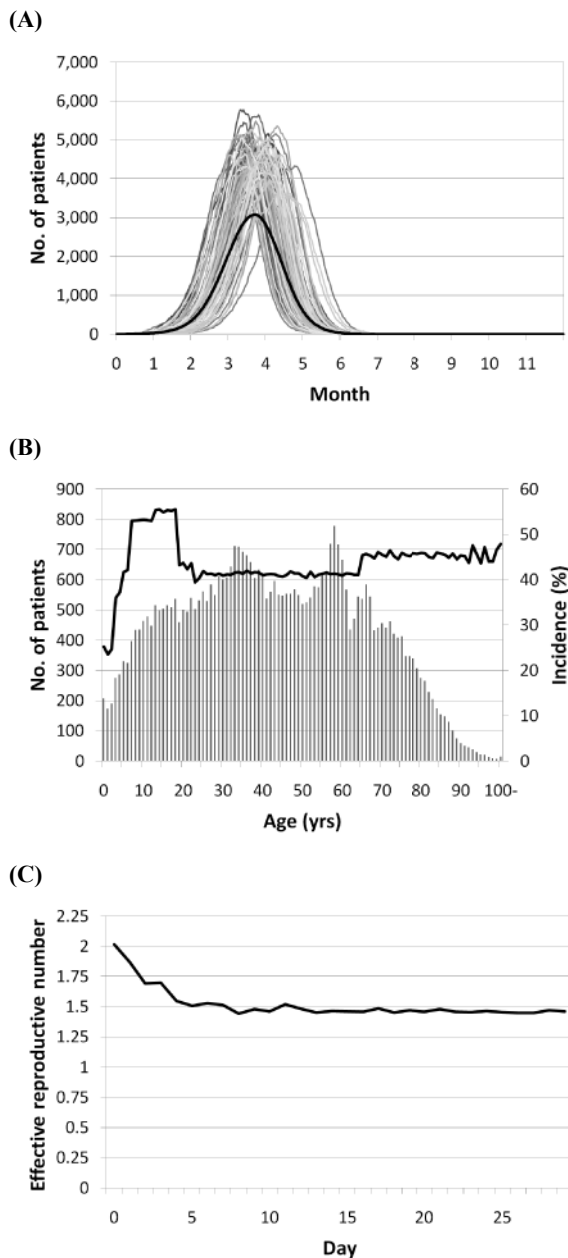 (A)
7,000
6,000
5,000
4,000
3,000
2,000
1,000
0
No. of patients
0 1 2 3 4 5 6 7 8 9 10 11
Month
(B)
900
800
700
600
500
400
300
200
100
0
No. of patients
60
50
40
30
20
10
0
Incidence (%)
0 10 20 30 40 50 60 70 80 90 100-
Age (yrs)
(C)
2.25
2
1.75
1.5
1.25
1
0.75
0.5
0.25
0
Effective reproductive number
0 5 10 15 20 25
Day